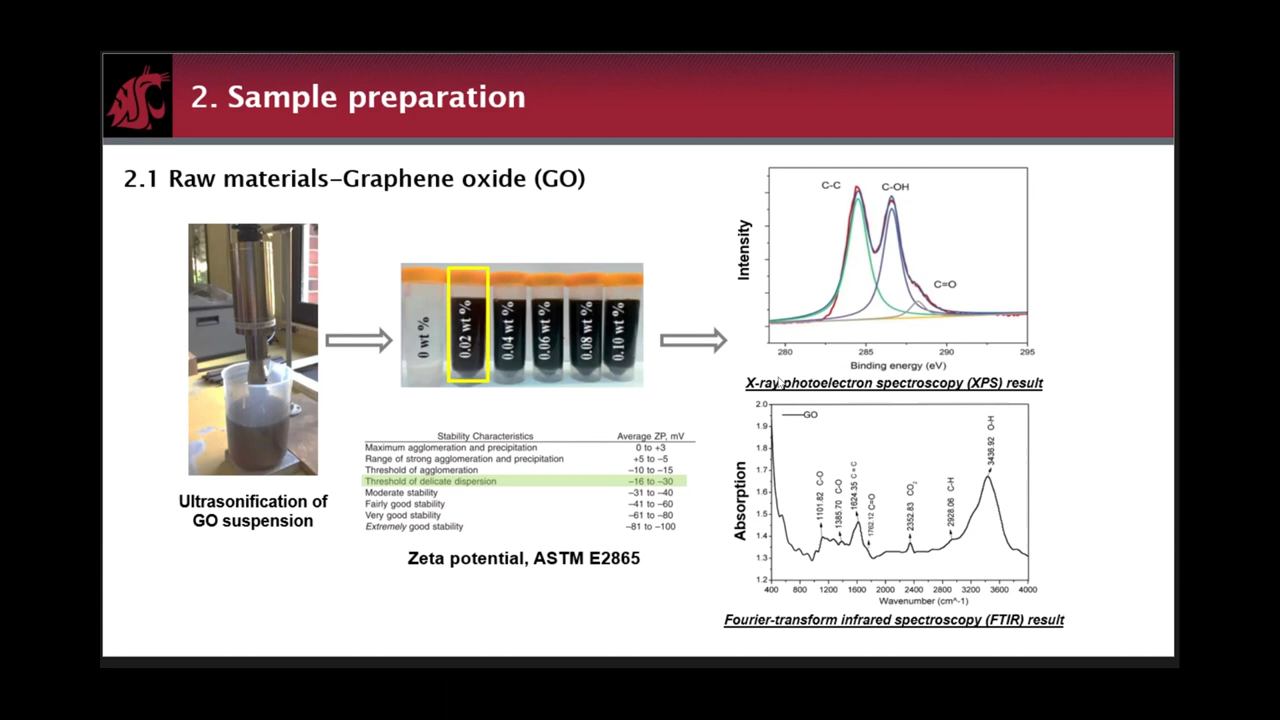 2. Sample preparation
2.1 Raw materials–Graphene oxide (GO)
Ultrasonification of
GO suspension
0 wt %
0.02 wt %
0.04 wt %
0.06 wt %
0.08 wt %
0.10 wt %
Stability Characteristics Average ZP, mV
Maximum agglomeration and precipitation 0 to +3
Range of strong agglomeration and precipitation +5 to –5
Threshold of agglomeration –10 to –15
Threshold of delicate dispersion –16 to –30
Moderate stability –31 to –40
Fairly good stability –41 to –60
Very good stability –61 to –80
Extremely good stability –81 to –100
Zeta potential, ASTM E2865
C-C
C-OH
C=O
Intensity
280 285 290 295
Binding energy (eV)
X-ray photoelectron spectroscopy (XPS) result
2.0
1.9
1.8
1.7
1.6
1.5
1.4
1.3
1.2
GO
Absorption
1101.82 C-O
1385.70 C-O
1624.35 C=C
1762.12 C=O
2352.83 CO2
2928.06 C-H
3436.92 O-H
400 800 1200 1600 2000 2400 2800 3200 3600 4000
Wavenumber (cm^-1)
Fourier-transform infrared spectroscopy (FTIR) result